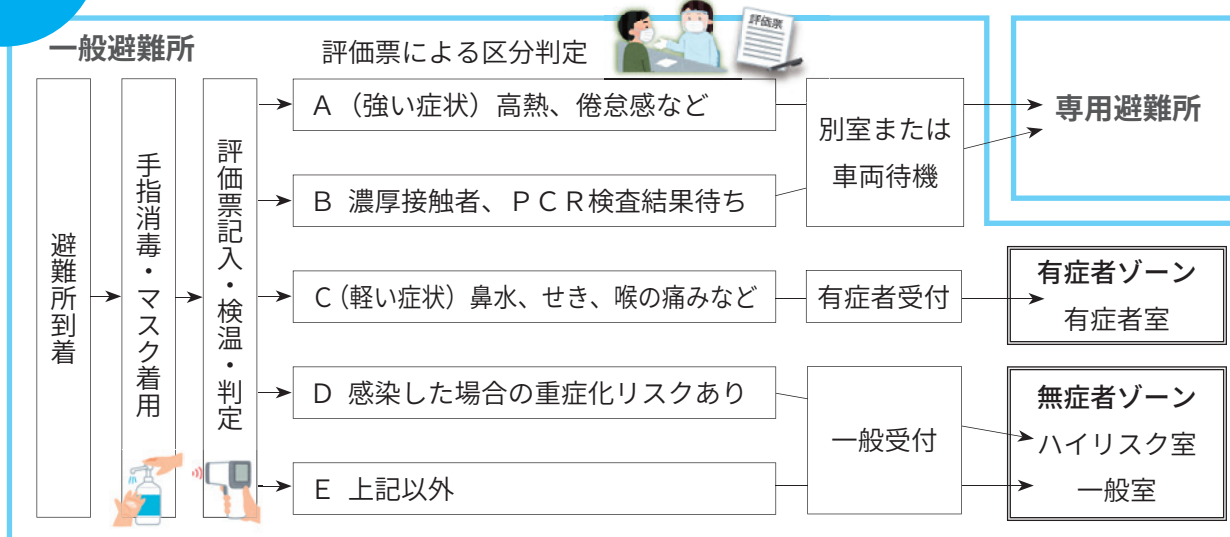 一般避難所
評価票による区分判定
評価票
避難所到着
手指消毒・マスク着用
評価票記入・検温・判定
A （強い症状）高熱、倦怠感など
B 濃厚接触者、ＰＣＲ検査結果待ち
C（軽い症状）鼻水、せき、喉の痛みなど
D 感染した場合の重症化リスクあり
E 上記以外
別室または
車両待機
有症者受付
一般受付
専用避難所
有症者ゾーン
有症者室
無症者ゾーン
ハイリスク室
一般室